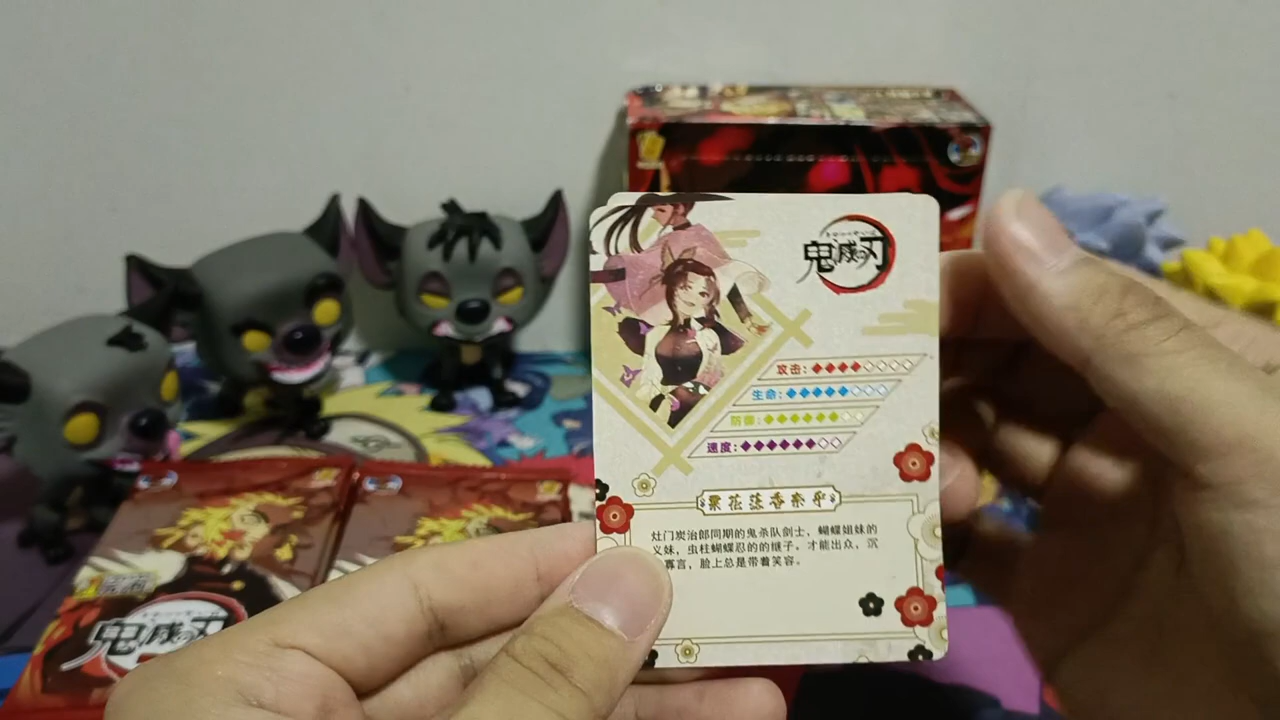 鬼滅の刃
攻击:
生命:
防御:
速度:
栗花落香奈乎
灶门炭治郎同期的鬼杀队剑士，蝴蝶姐妹的
义妹，虫柱蝴蝶忍的的继子。才能出众，沉
寡言，脸上总是带着笑容。
鬼滅の刃